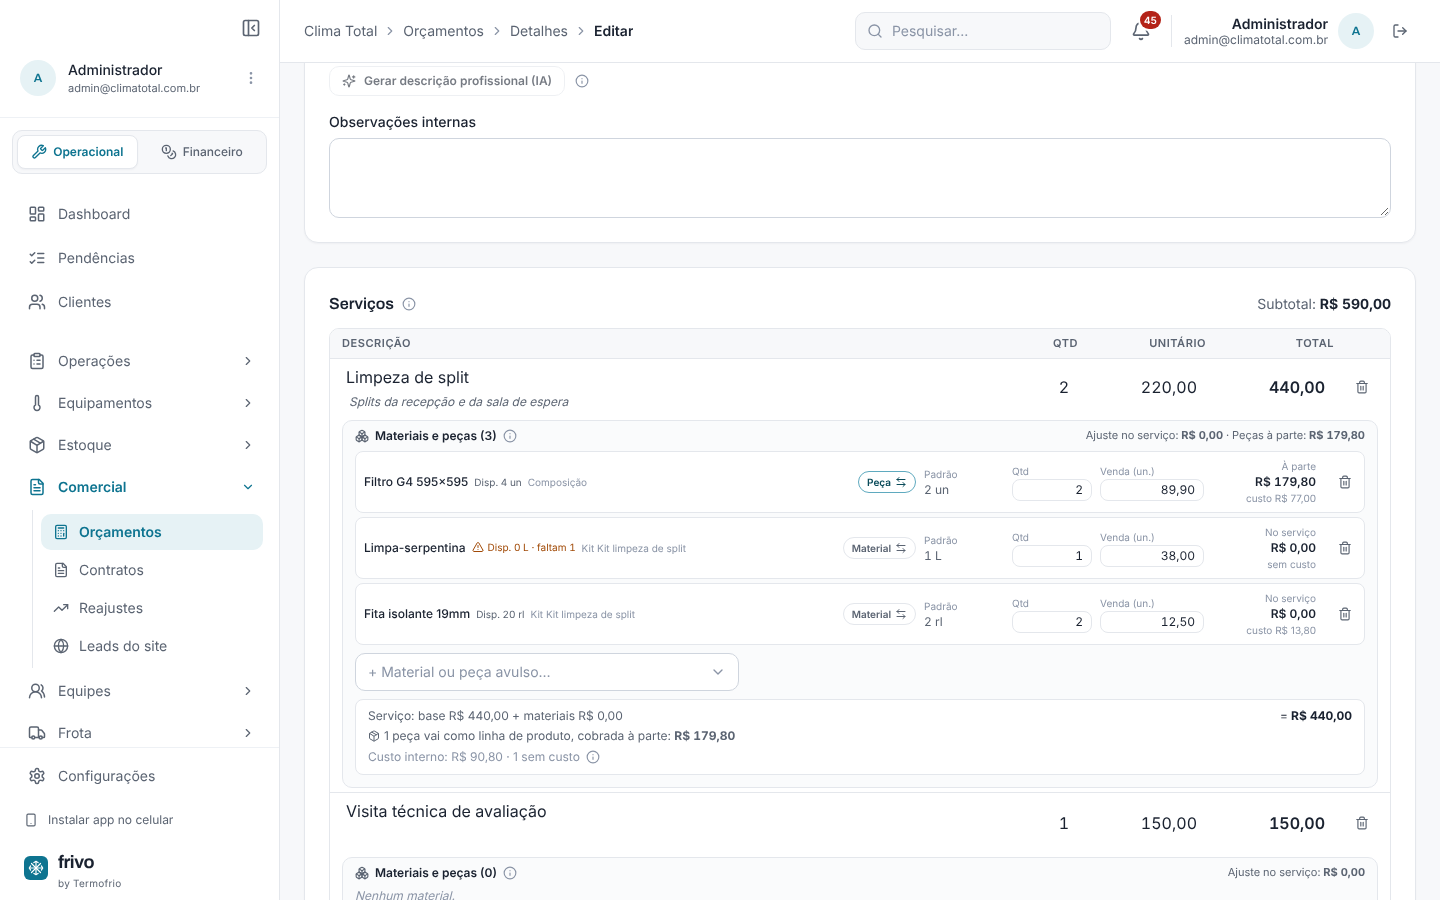 Administrador
admin@climatotal.com.br
A
Operacional
Financeiro
Dashboard
Pendências
Clientes
Operações
Equipamentos
Estoque
Comercial
Orçamentos
Contratos
Reajustes
Leads do site
Equipes
Frota
Configurações
Instalar app no celular
frivo
by Termofrio
Clima Total > Orçamentos > Detalhes > Editar
Pesquisar...
45
Administrador
admin@climatotal.com.br
A
Gerar descrição profissional (IA)
Observações internas
Serviços
Subtotal: R$ 590,00
DESCRIÇÃO QTD UNITÁRIO TOTAL
Limpeza de split
Splits da recepção e da sala de espera
2 220,00 440,00
Materiais e peças (3)
Ajuste no serviço: R$ 0,00 · Peças à parte: R$ 179,80
Filtro G4 595×595 Disp. 4 un Composição
Peça
Padrão
2 un
Qtd
2
Venda (un.)
89,90
À parte
R$ 179,80
custo R$ 77,00
Limpa-serpentina Disp. 0 L · faltam 1 Kit Kit limpeza de split
Material
Padrão
1 L
Qtd
1
Venda (un.)
38,00
No serviço
R$ 0,00
sem custo
Fita isolante 19mm Disp. 20 rl Kit Kit limpeza de split
Material
Padrão
2 rl
Qtd
2
Venda (un.)
12,50
No serviço
R$ 0,00
custo R$ 13,80
+ Material ou peça avulso...
Serviço: base R$ 440,00 + materiais R$ 0,00 = R$ 440,00
1 peça vai como linha de produto, cobrada à parte: R$ 179,80
Custo interno: R$ 90,80 · 1 sem custo
Visita técnica de avaliação
1 150,00 150,00
Materiais e peças (0)
Ajuste no serviço: R$ 0,00
Nenhum material.